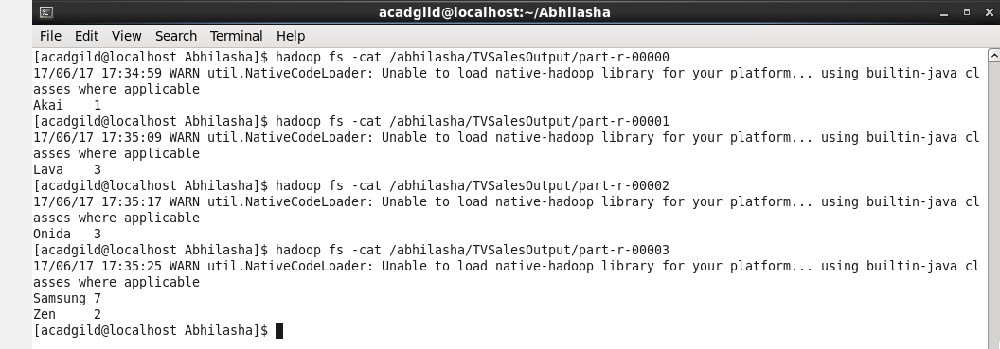 acadgild@localhost:~/Abhilasha
File Edit View Search Terminal Help
[acadgild@localhost Abhilasha]$ hadoop fs -cat /abhilasha/TVSalesOutput/part-r-00000
17/06/17 17:34:59 WARN util.NativeCodeLoader: Unable to load native-hadoop library for your platform... using builtin-java cl
asses where applicable
Akai    1
[acadgild@localhost Abhilasha]$ hadoop fs -cat /abhilasha/TVSalesOutput/part-r-00001
17/06/17 17:35:09 WARN util.NativeCodeLoader: Unable to load native-hadoop library for your platform... using builtin-java cl
asses where applicable
Lava    3
[acadgild@localhost Abhilasha]$ hadoop fs -cat /abhilasha/TVSalesOutput/part-r-00002
17/06/17 17:35:17 WARN util.NativeCodeLoader: Unable to load native-hadoop library for your platform... using builtin-java cl
asses where applicable
Onida   3
[acadgild@localhost Abhilasha]$ hadoop fs -cat /abhilasha/TVSalesOutput/part-r-00003
17/06/17 17:35:25 WARN util.NativeCodeLoader: Unable to load native-hadoop library for your platform... using builtin-java cl
asses where applicable
Samsung 7
Zen     2
[acadgild@localhost Abhilasha]$